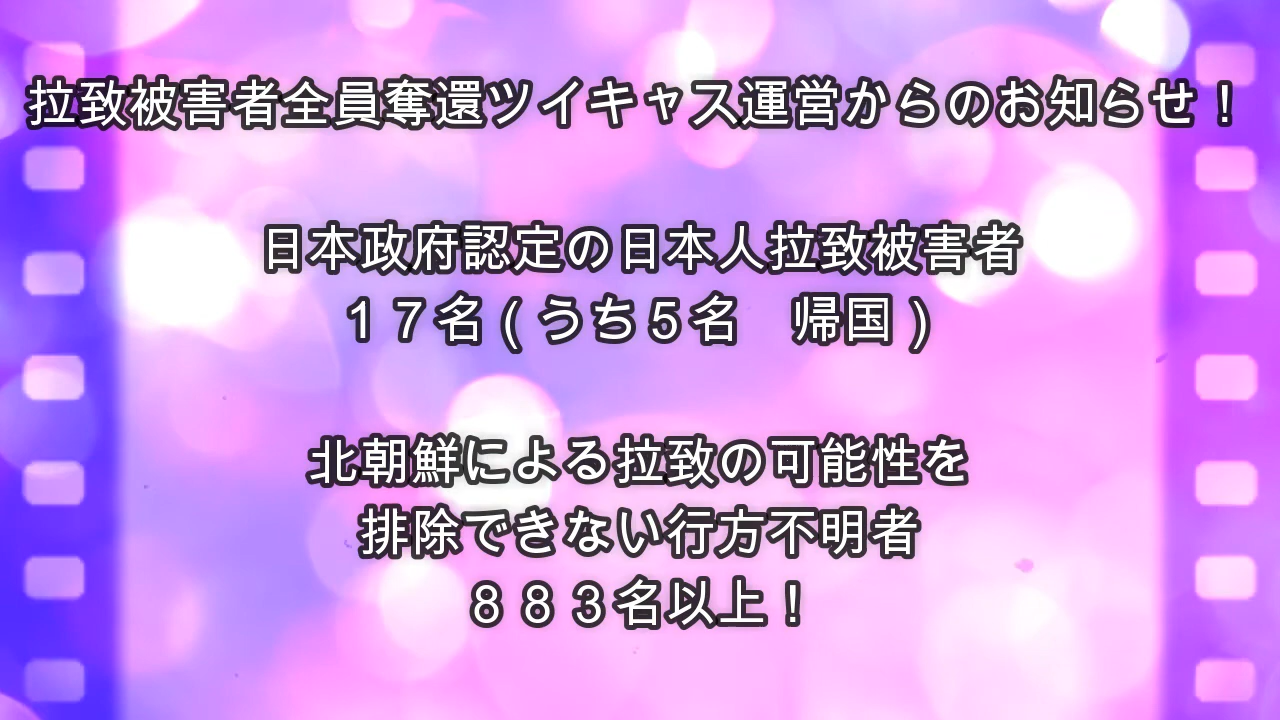 拉致被害者全員奪還ツイキャス運営からのお知らせ！
日本政府認定の日本人拉致被害者
１７名（うち５名　帰国）
北朝鮮による拉致の可能性を
排除できない行方不明者
８８３名以上！